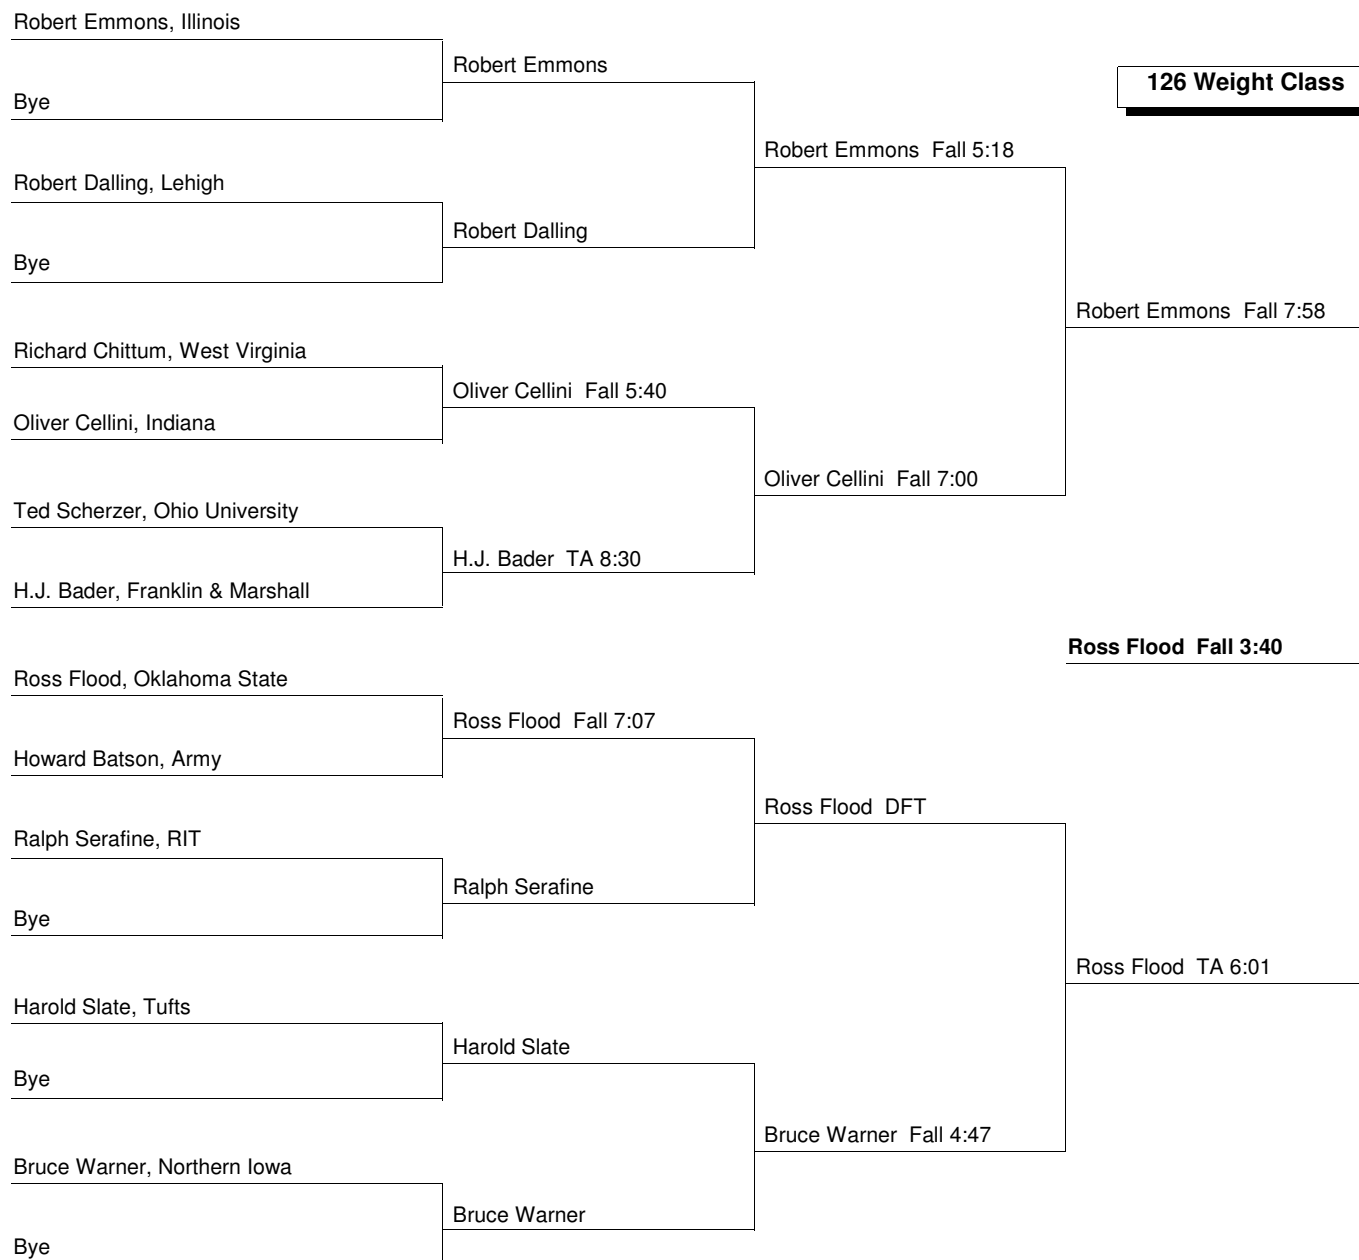 Robert Emmons, Illinois
Robert Emmons
126 Weight Class
Bye
Robert Emmons  Fall 5:18
Robert Dalling, Lehigh
Robert Dalling
Bye
Robert Emmons  Fall 7:58
Richard Chittum, West Virginia
Oliver Cellini  Fall 5:40
Oliver Cellini, Indiana
Oliver Cellini  Fall 7:00
Ted Scherzer, Ohio University
H.J. Bader  TA 8:30
H.J. Bader, Franklin & Marshall
Ross Flood  Fall 3:40
Ross Flood, Oklahoma State
Ross Flood  Fall 7:07
Howard Batson, Army
Ross Flood  DFT
Ralph Serafine, RIT
Ralph Serafine
Bye
Ross Flood  TA 6:01
Harold Slate, Tufts
Harold Slate
Bye
Bruce Warner  Fall 4:47
Bruce Warner, Northern Iowa
Bruce Warner
Bye